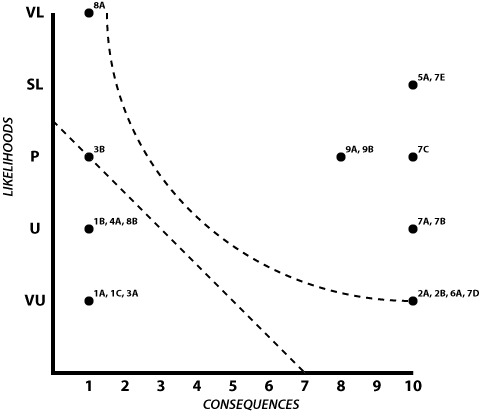 VL
8A
SL
5A, 7E
P
3B
9A, 9B
7C
U
1B, 4A, 8B
7A, 7B
VU
1A, 1C, 3A
2A, 2B, 6A, 7D
LIKELIHOODS
1 2 3 4 5 6 7 8 9 10
CONSEQUENCES